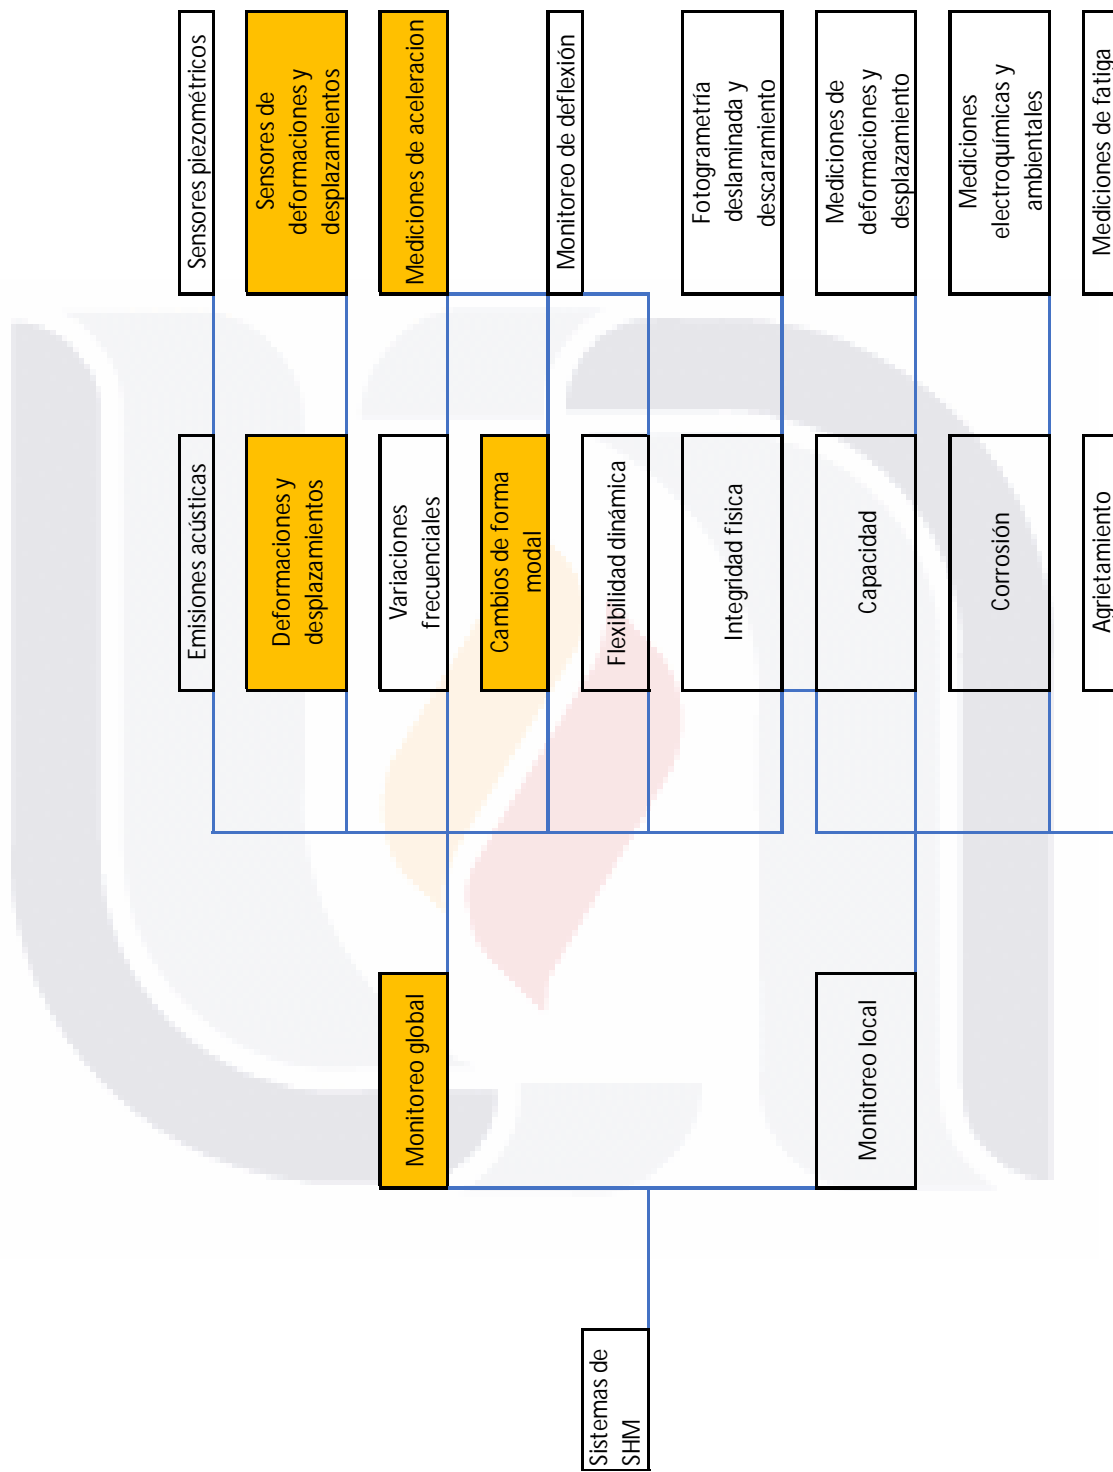 Sistemas de
SHM
Monitoreo global
Monitoreo local
Emisiones acústicas
Deformaciones y
desplazamientos
Variaciones
frecuenciales
Cambios de forma
modal
Flexibilidad dinámica
Integridad física
Capacidad
Corrosión
Agrietamiento
Sensores piezométricos
Sensores de
deformaciones y
desplazamientos
Mediciones de aceleracion
Monitoreo de deflexión
Fotogrametría
deslaminada y
descaramiento
Mediciones de
deformaciones y
desplazamiento
Mediciones
electroquímicas y
ambientales
Mediciones de fatiga